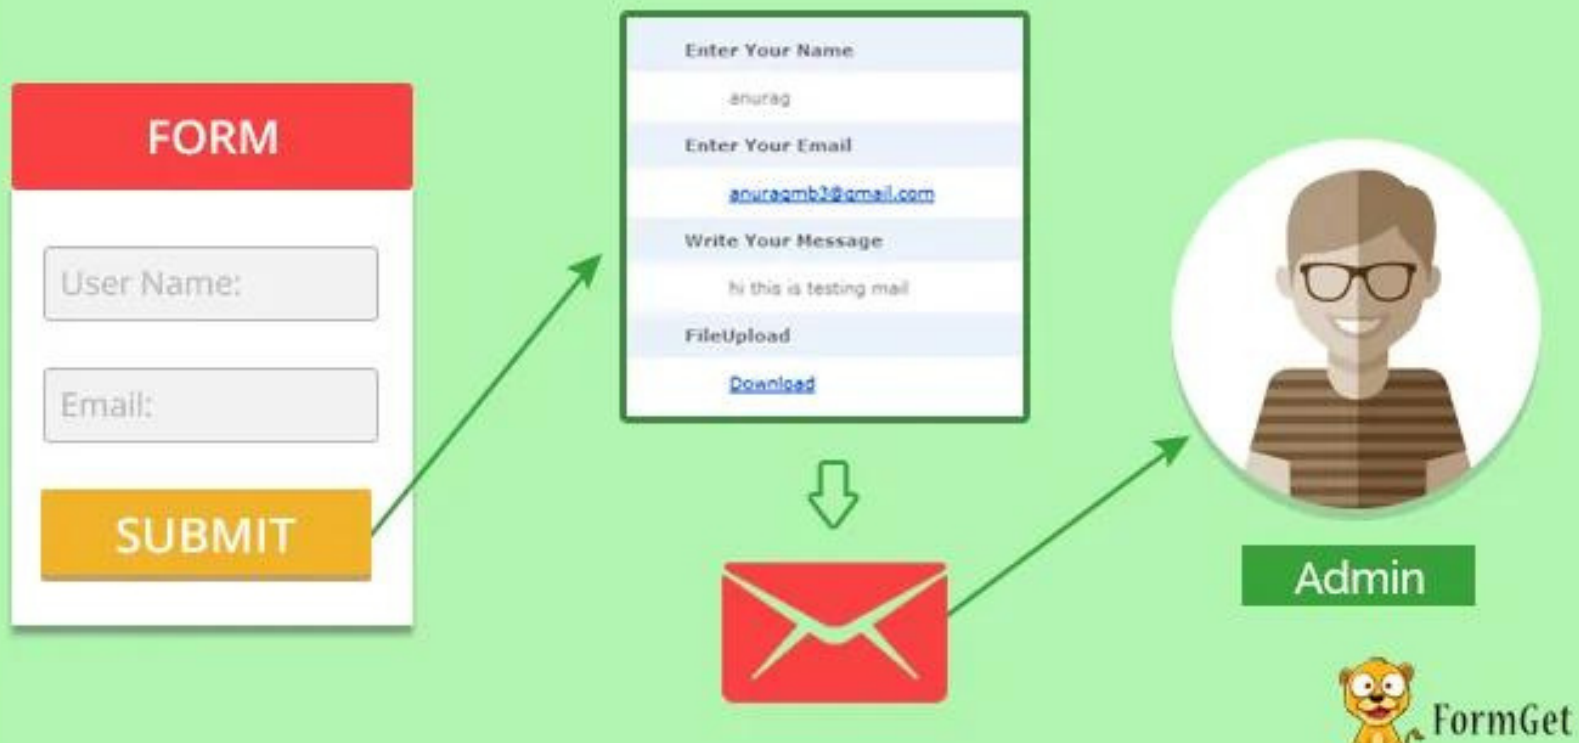 FORM
User Name:
Email:
SUBMIT
Enter Your Name
anurag
Enter Your Email
anuragmb3@gmail.com
Write Your Message
hi this is testing mail
FileUpload
Download
Admin
FormGet